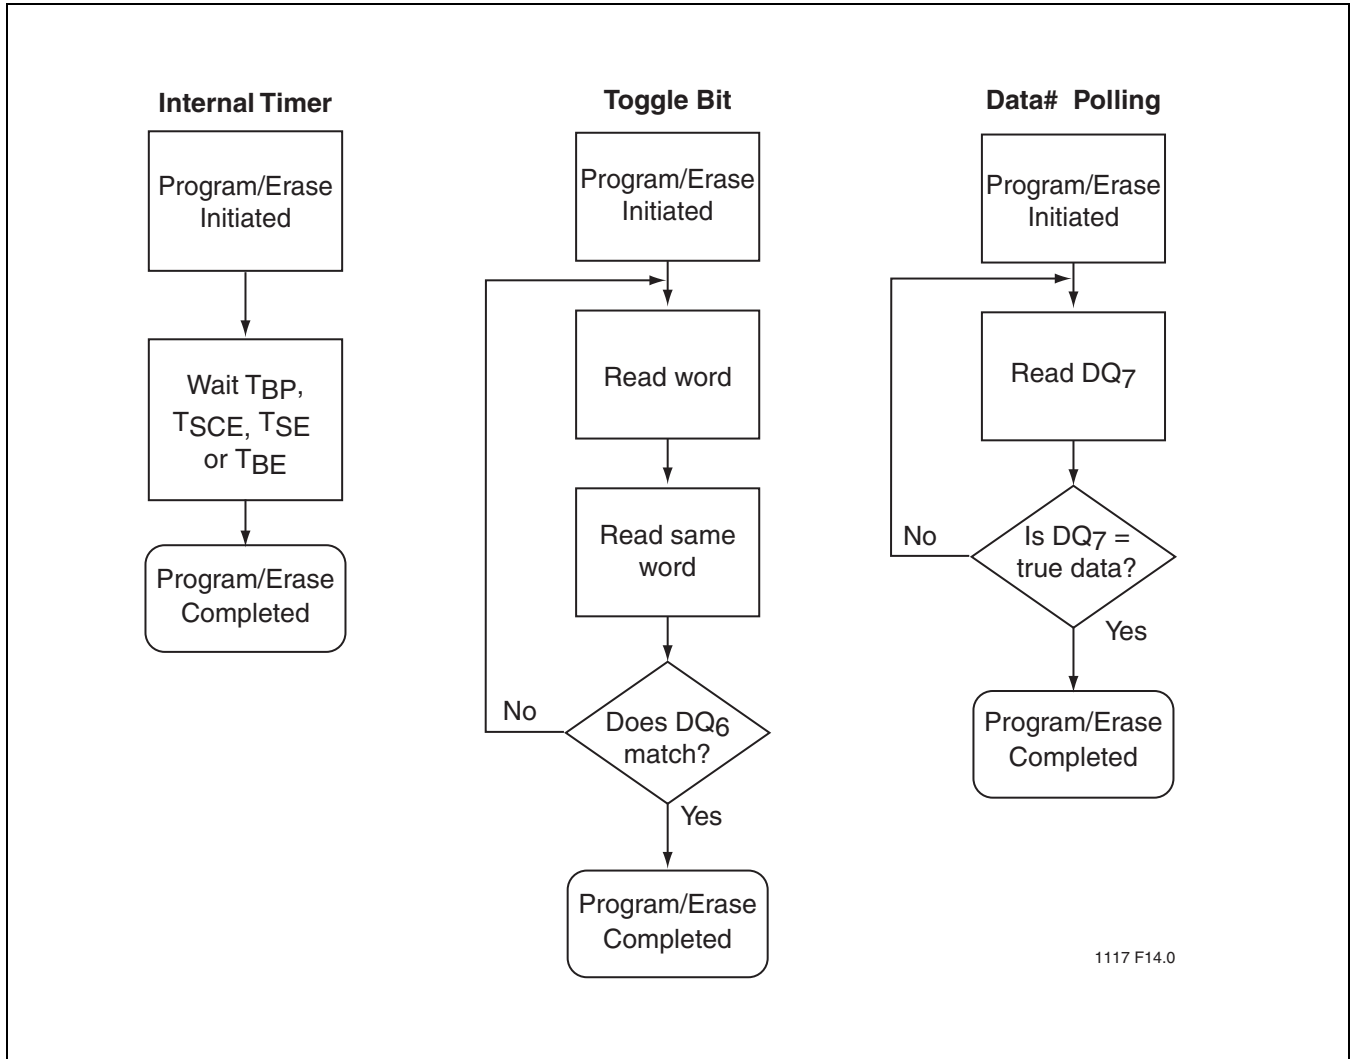 Internal Timer
Program/Erase
Initiated
Wait TBP,
TSCE, TSE
or TBE
Program/Erase
Completed
Toggle Bit
Program/Erase
Initiated
Read word
Read same
word
Does DQ6
match?
No
Yes
Program/Erase
Completed
Data# Polling
Program/Erase
Initiated
Read DQ7
Is DQ7 =
true data?
No
Yes
Program/Erase
Completed
1117 F14.0